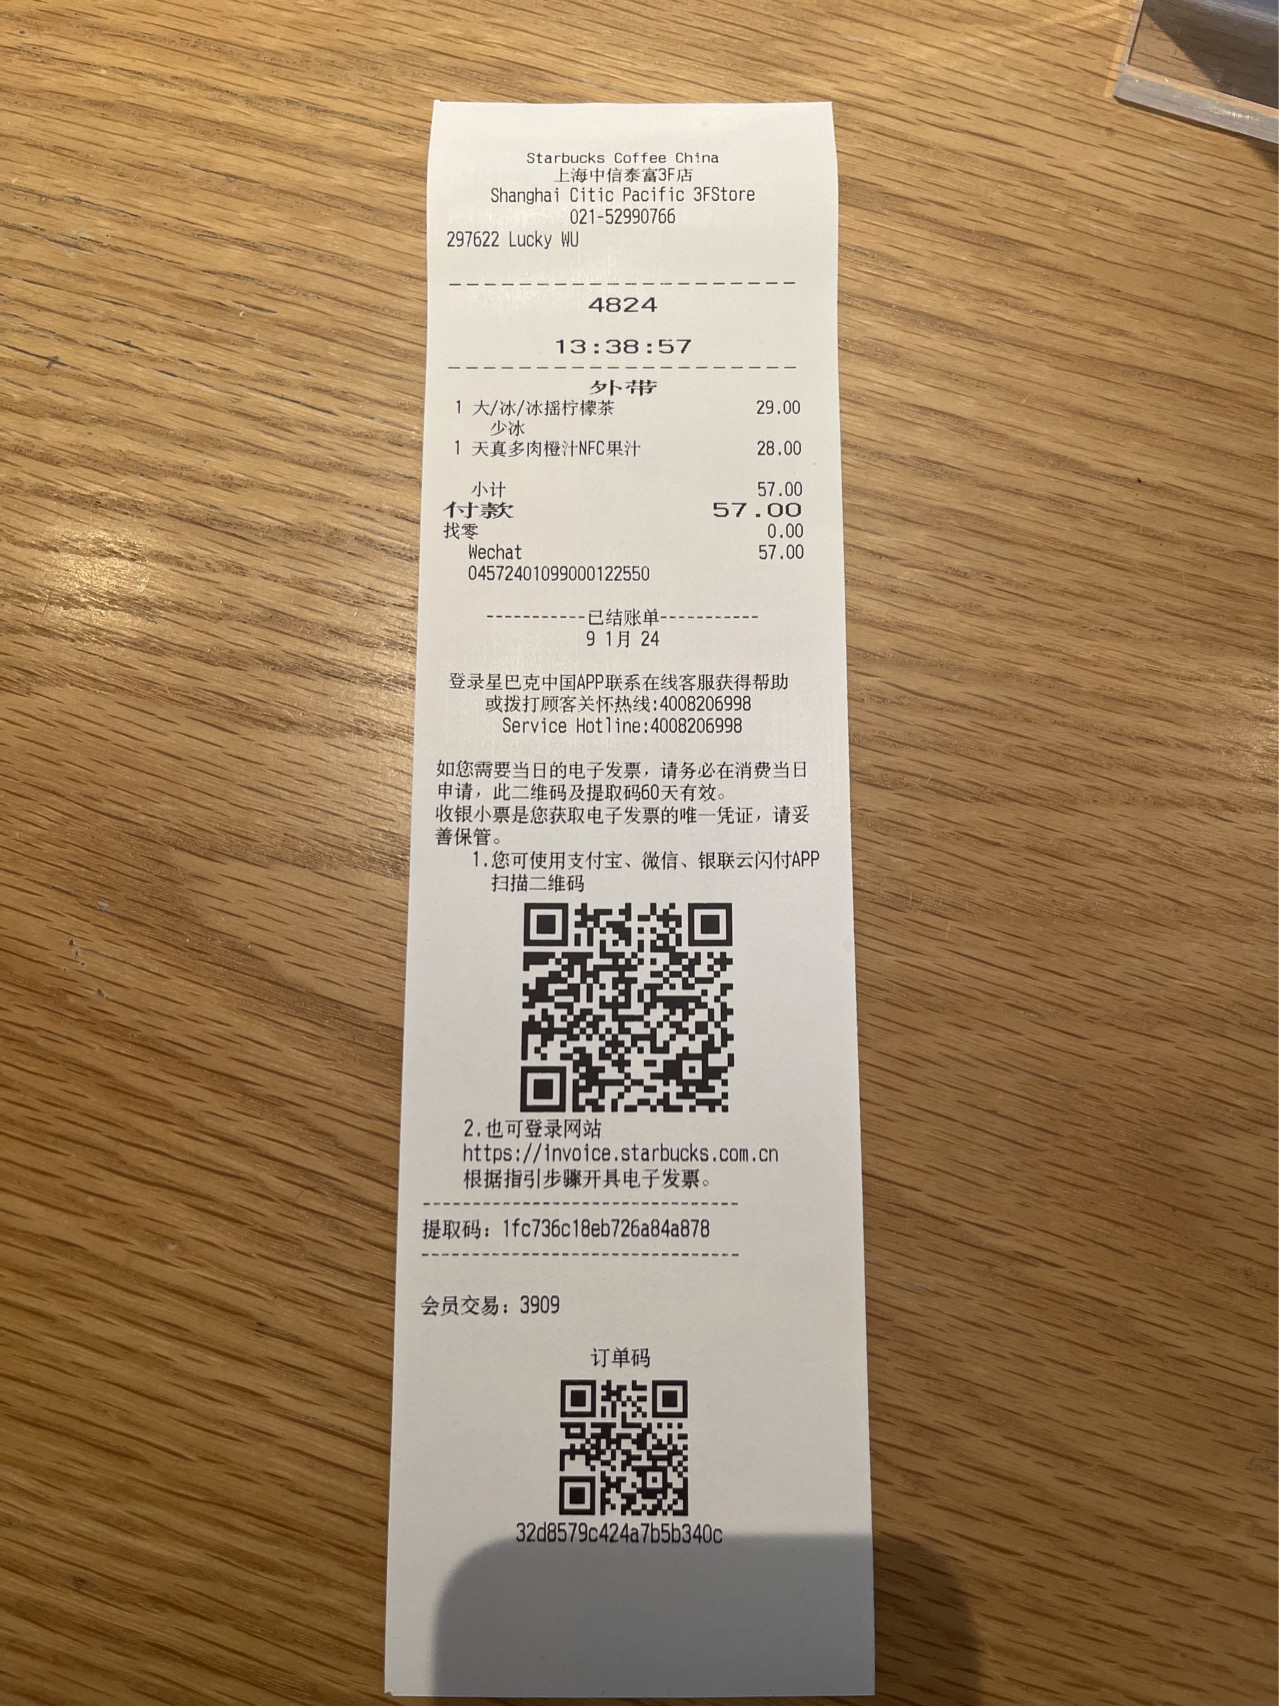 Starbucks Coffee China
上海中信泰富3F店
Shanghai Citic Pacific 3FStore
021-52990766
297622 Lucky WU
4824
13:38:57
外带
1 大/冰/冰摇柠檬茶 29.00
少冰
1 天真多肉橙汁NFC果汁 28.00
小计 57.00
付款 57.00
找零 0.00
Wechat 57.00
04572401099000122550
-----------已结账单-----------
9 1月 24
登录星巴克中国APP联系在线客服获得帮助
或拨打顾客关怀热线:4008206998
Service Hotline:4008206998
如您需要当日的电子发票，请务必在消费当日
申请，此二维码及提取码60天有效。
收银小票是您获取电子发票的唯一凭证，请妥
善保管。
1.您可使用支付宝、微信、银联云闪付APP
扫描二维码
2.也可登录网站
https://invoice.starbucks.com.cn
根据指引步骤开具电子发票。
提取码：1fc736c18eb726a84a878
会员交易：3909
订单码
32d8579c424a7b5b340c